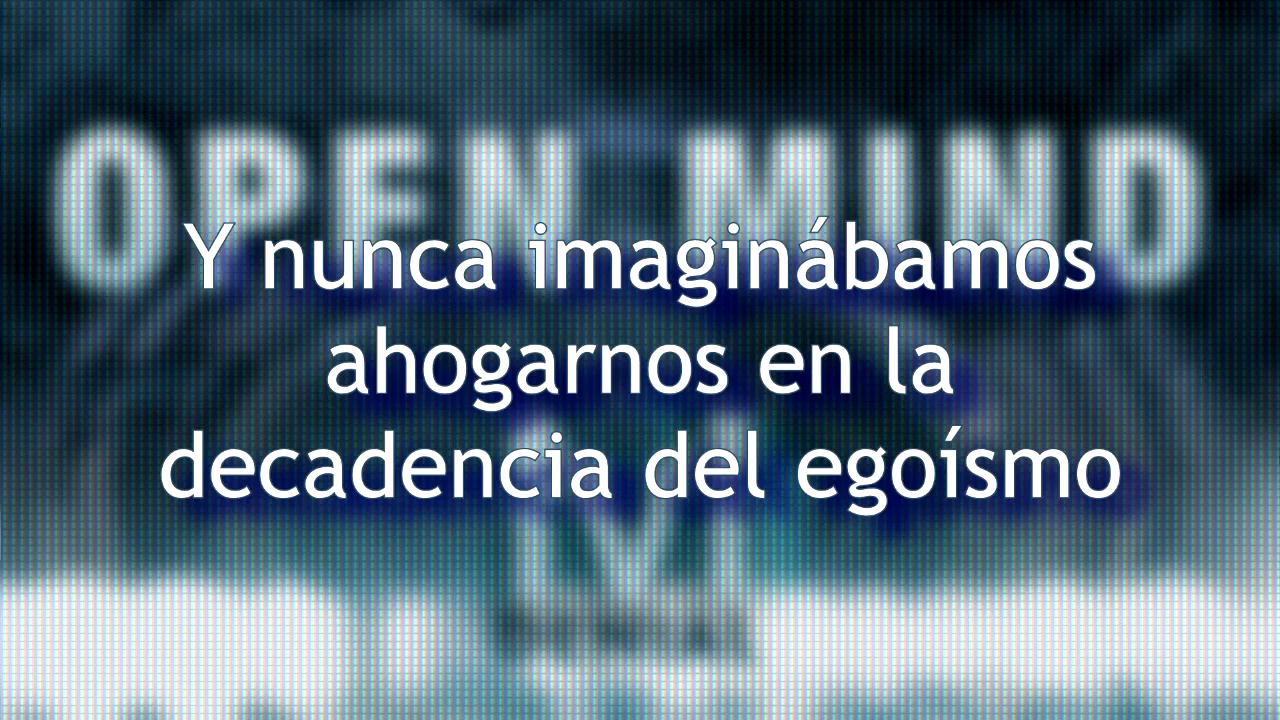 OPEN MIND
Y nunca imaginábamos
ahogarnos en la
decadencia del egoísmo